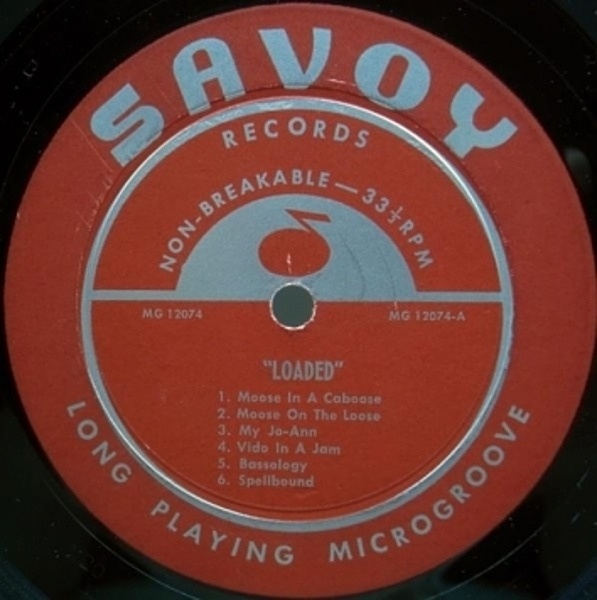 SAVOY
RECORDS
NON-BREAKABLE — 33⅓ RPM
MG 12074
MG 12074-A
"LOADED"
1. Moose In A Caboose
2. Moose On The Loose
3. My Jo-Ann
4. Vido In A Jam
5. Bassology
6. Spellbound
LONG PLAYING MICROGROOVE